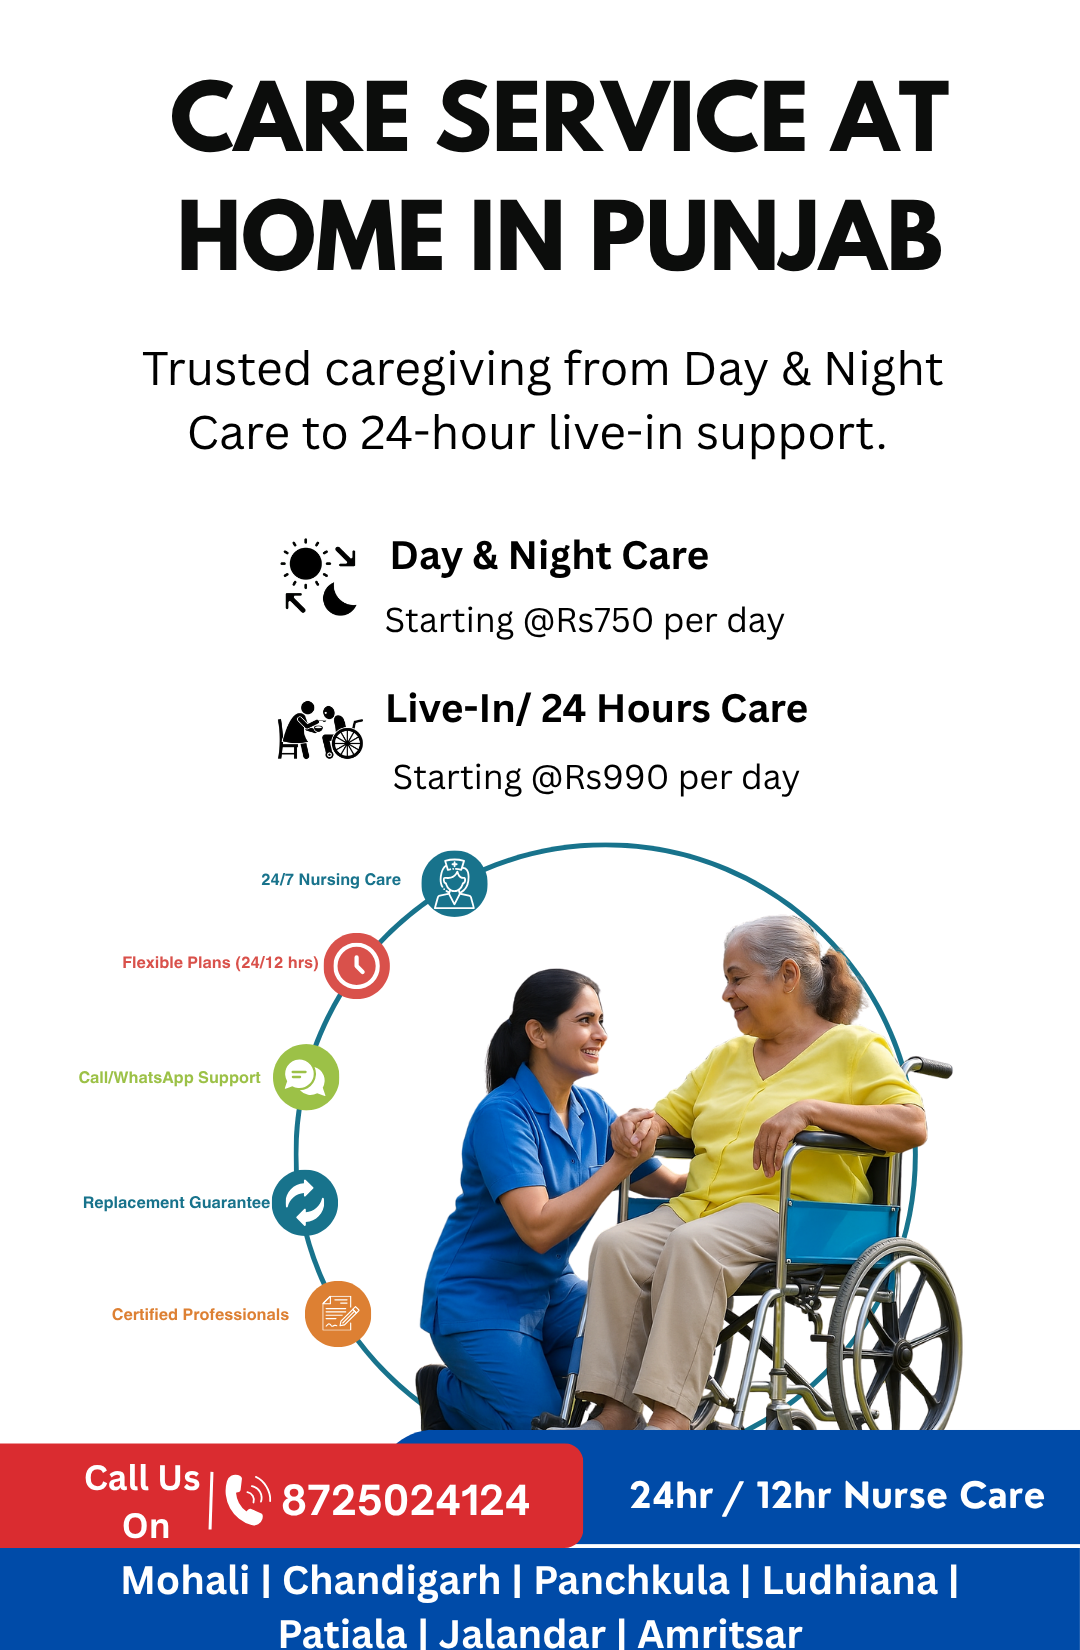 CARE SERVICE AT
HOME IN PUNJAB
Trusted caregiving from Day & Night
Care to 24-hour live-in support.
Day & Night Care
Starting @Rs750 per day
Live-In/ 24 Hours Care
Starting @Rs990 per day
24/7 Nursing Care
Flexible Plans (24/12 hrs)
Call/WhatsApp Support
Replacement Guarantee
Certified Professionals
Call Us
On
8725024124
24hr / 12hr Nurse Care
Mohali | Chandigarh | Panchkula | Ludhiana |
Patiala | Jalandar | Amritsar